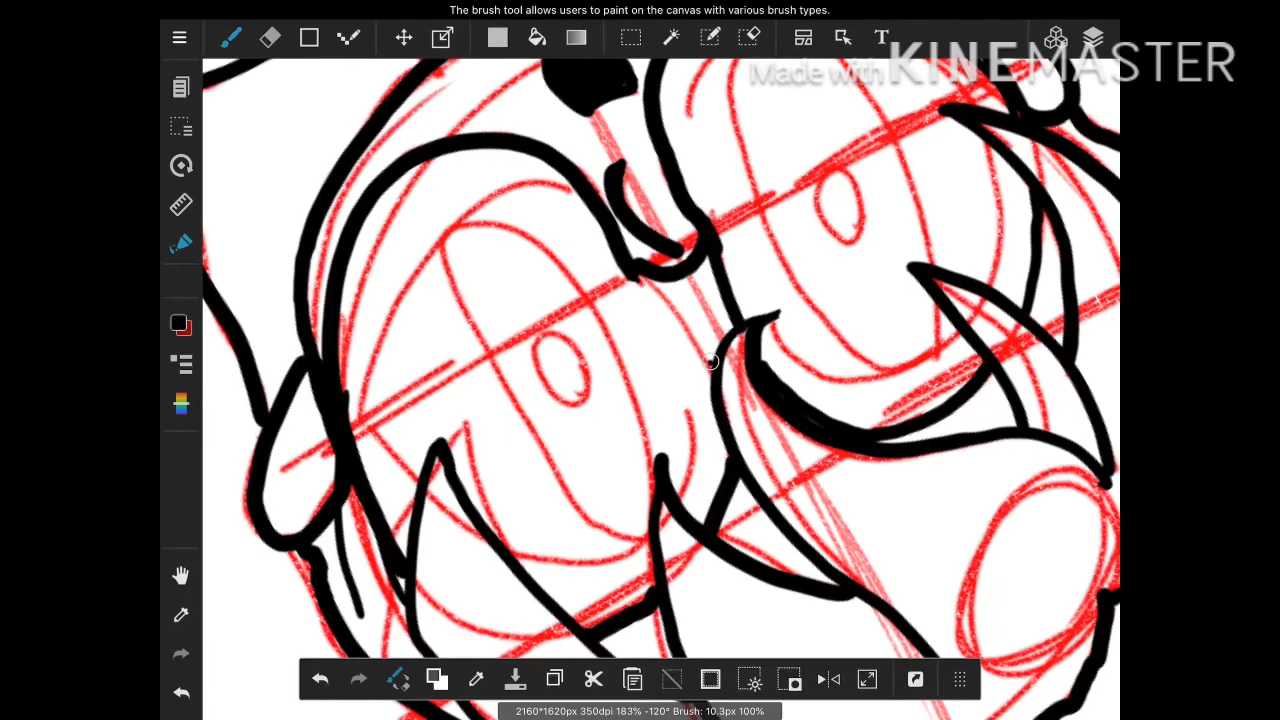 The brush tool allows users to paint on the canvas with various brush types.
T
Made with KINEMASTER
2160*1620px 350dpi 183% -120° Brush: 10.3px 100%